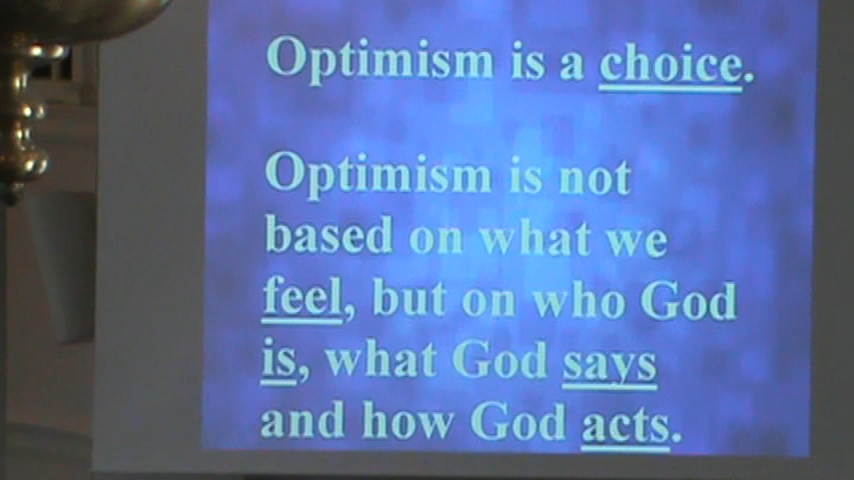 Optimism is a choice.
Optimism is not
based on what we
feel, but on who God
is, what God says
and how God acts.